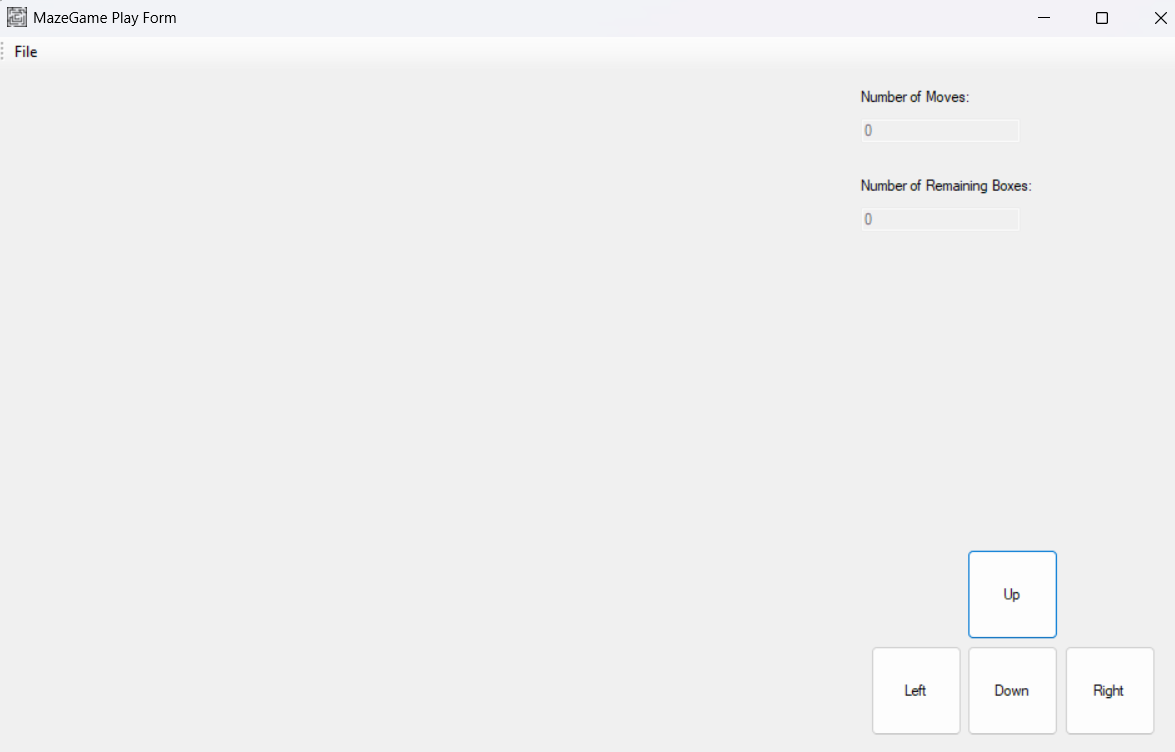 MazeGame Play Form
File
Number of Moves:
0
Number of Remaining Boxes:
0
Up
Left
Down
Right